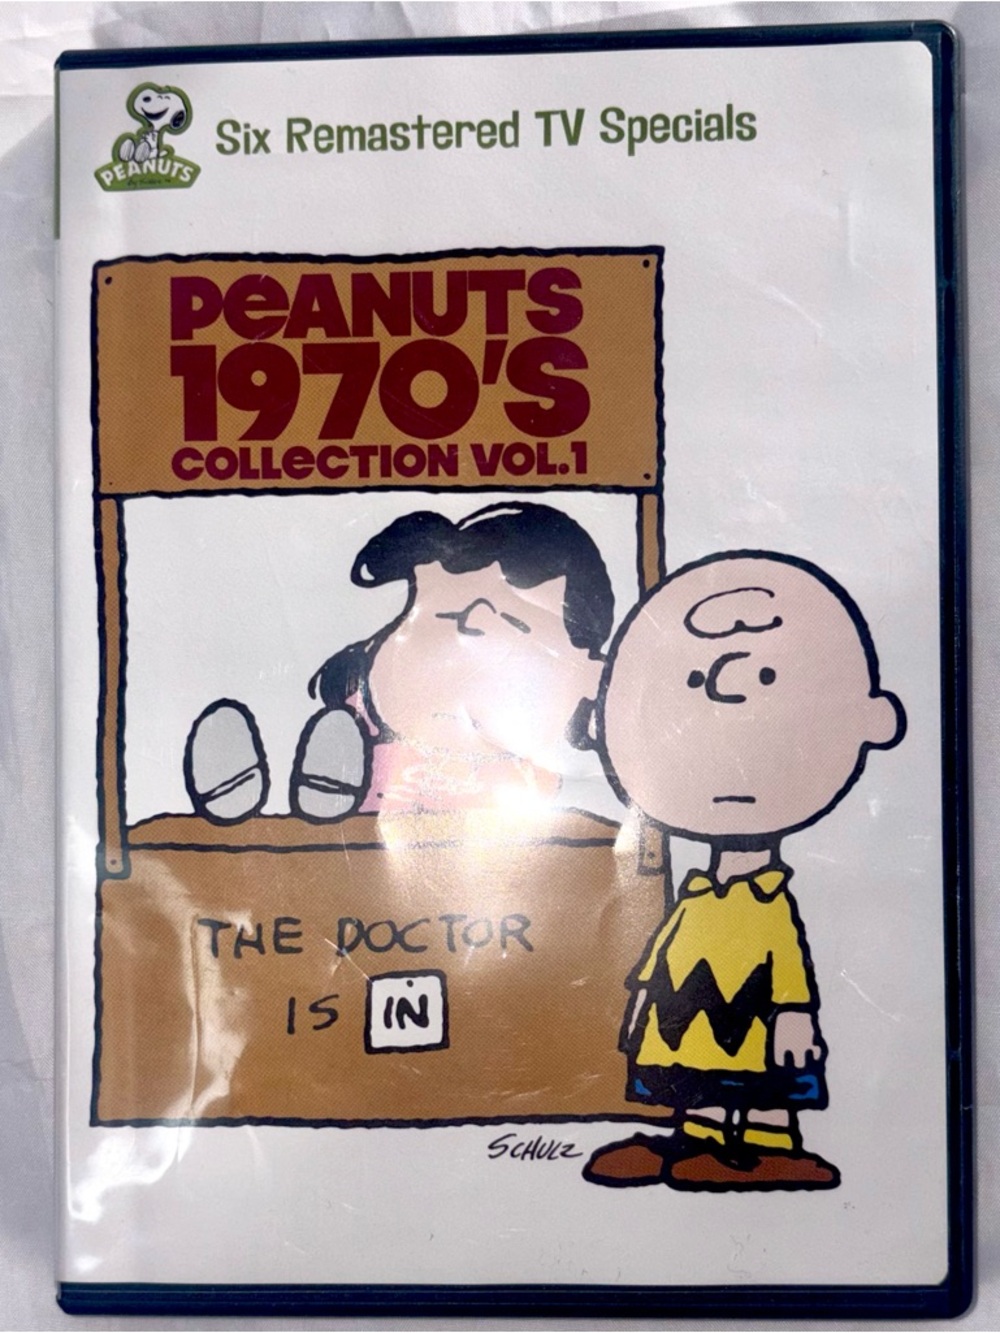 PEANUTS
Six Remastered TV Specials
PeANUTS
1970'S
COLLeCTION VOL.1
THE DOCTOR
IS IN
SCHULZ